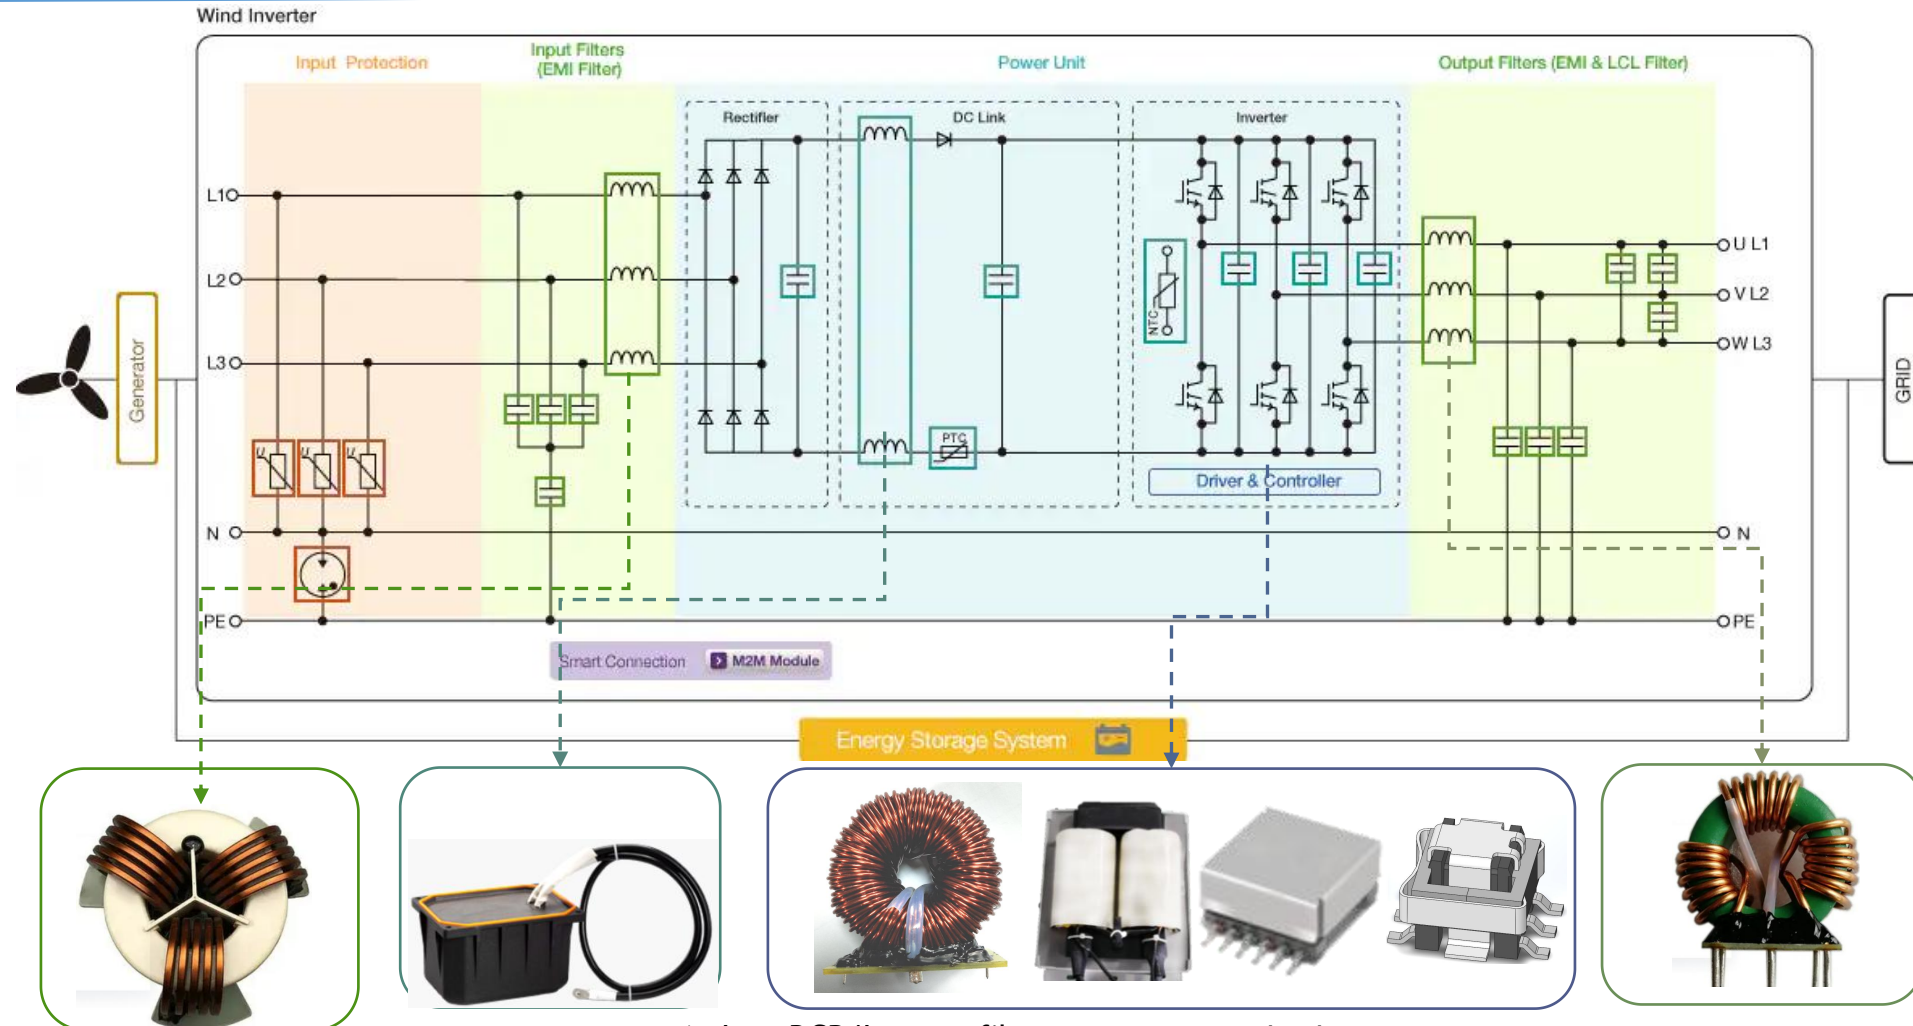 Wind Inverter
Input Protection
Input Filters
(EMI Filter)
Power Unit
Output Filters (EMI & LCL Filter)
Rectifier
DC Link
Inverter
L1
L2
L3
N
PE
U
U
U
PTC
NTC
Driver & Controller
U L1
V L2
W L3
N
PE
Generator
GRID
Smart Connection
M2M Module
Energy Storage System